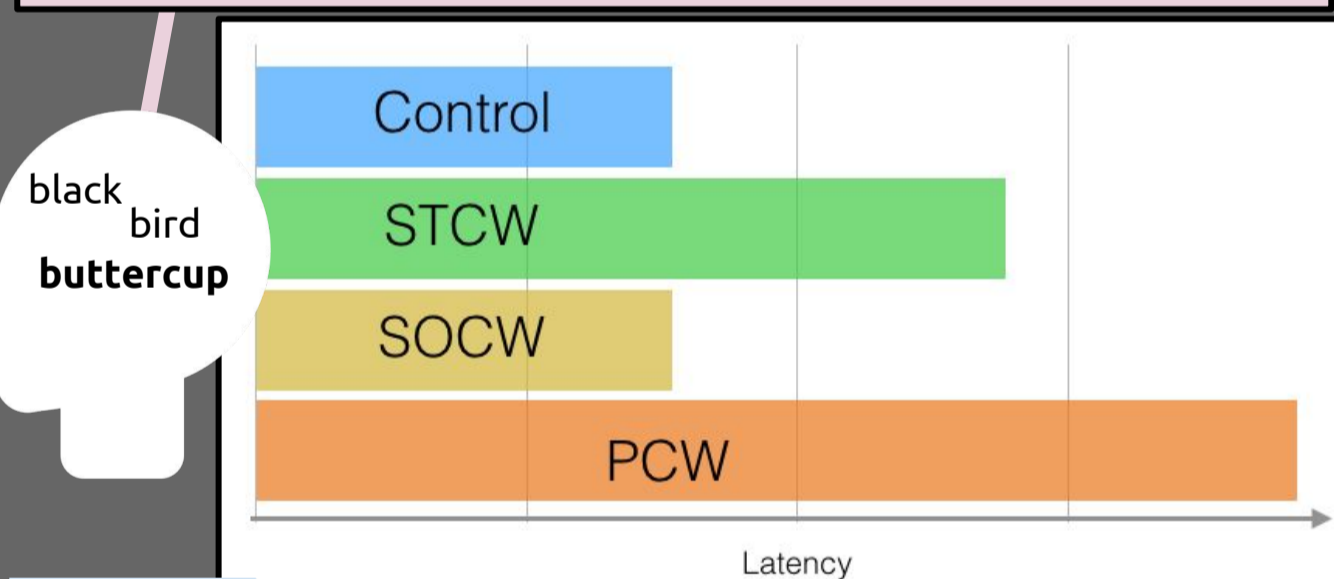 black
bird
buttercup
Control
STCW
SOCW
PCW
Latency